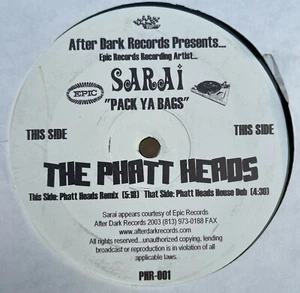 After Dark Records Presents...
Epic Records Recording Artist...
EPIC
SARAI
"PACK YA BAGS"
THIS SIDE
THIS SIDE
THE PHATT HEADS
This Side: Phatt Heads Remix (5:18) That Side: Phatt Heads House Dub (4:30)
Sarai appears courtesy of Epic Records
After Dark Records 2003 (813) 973-0188 FAX
www.afterdarkrecords.com
All rights reserved...unauthorized copying, lending
broadcast or reproduction is in violation of all
applicable laws.
PHR-001